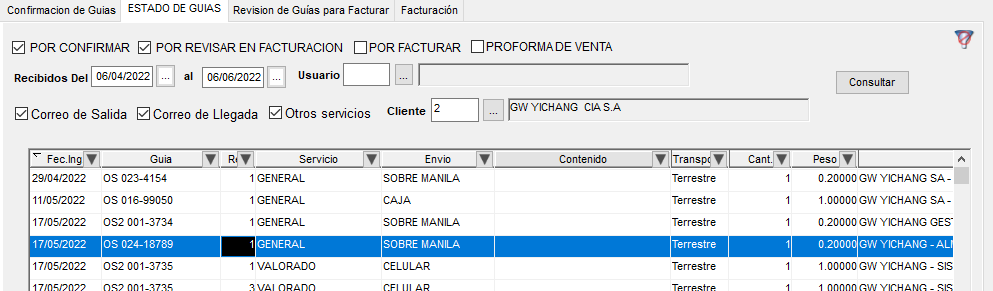 Confirmacion de Guias ESTADO DE GUIAS Revision de Guías para Facturar Facturación
POR CONFIRMAR POR REVISAR EN FACTURACION POR FACTURAR PROFORMA DE VENTA
Recibidos Del 06/04/2022 ... al 06/06/2022 ... Usuario ... Consultar
Correo de Salida Correo de Llegada Otros servicios Cliente 2 ... GW YICHANG CIA S.A
Fec.Ing Guia Re Servicio Envio Contenido Transpo Cant. Peso
29/04/2022 OS 023-4154 1 GENERAL SOBRE MANILA Terrestre 1 0.20000 GW YICHANG SA -
11/05/2022 OS 016-99050 1 GENERAL CAJA Terrestre 1 1.00000 GW YICHANG SA -
17/05/2022 OS2 001-3734 1 GENERAL SOBRE MANILA Terrestre 1 0.20000 GW YICHANG GES
17/05/2022 OS 024-18789 1 GENERAL SOBRE MANILA Terrestre 1 0.20000 GW YICHANG - ALM
17/05/2022 OS2 001-3735 1 VALORADO CELULAR Terrestre 1 1.00000 GW YICHANG - SIS
17/05/2022 OS2 001-3735 3 VALORADO CELULAR Terrestre 1 1.00000 GW YICHANG - SIS